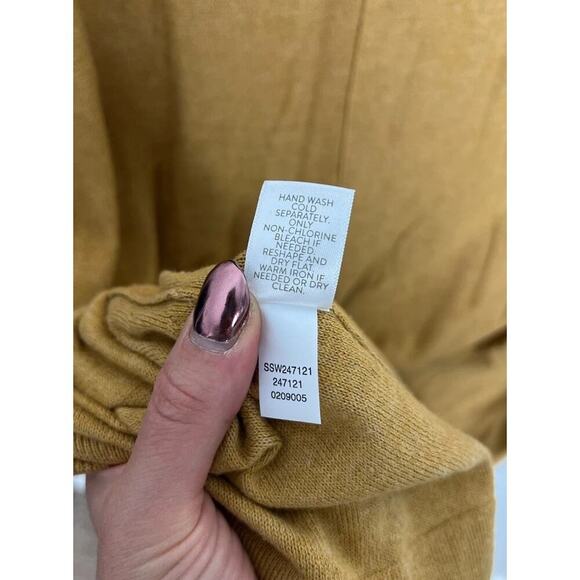 HAND WASH
COLD
SEPARATELY.
ONLY
NON-CHLORINE
BLEACH IF
NEEDED.
RESHAPE AND
DRY FLAT.
WARM IRON IF
NEEDED OR DRY
CLEAN.
SSW247121
247121
0209005